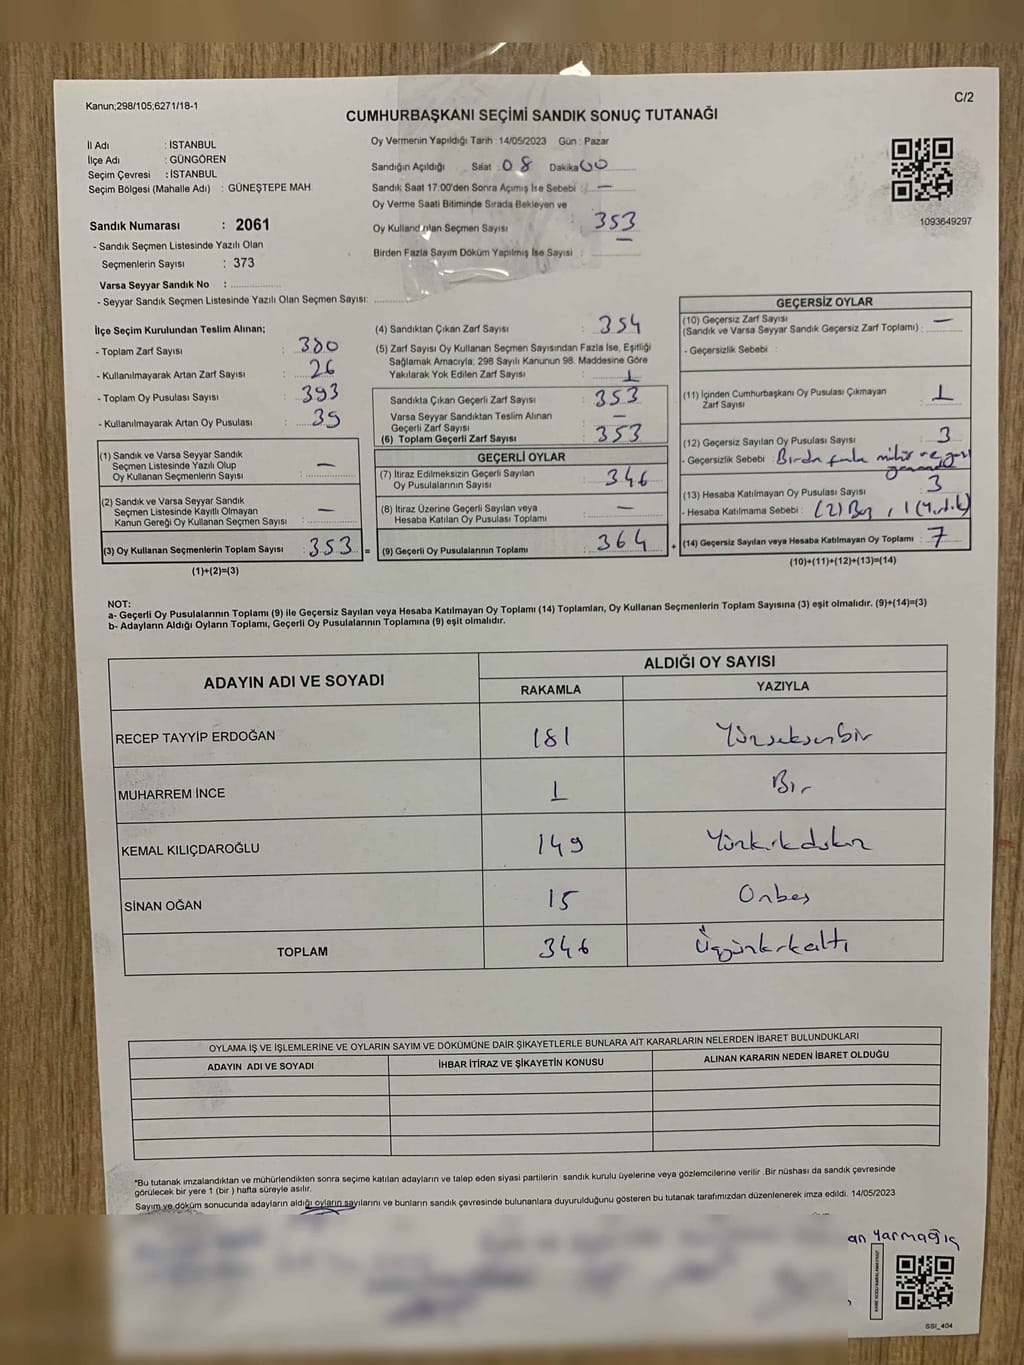 Kanun;298/105;6271/18-1
C/2
CUMHURBAŞKANI SEÇİMİ SANDIK SONUÇ TUTANAĞI
İl Adı : İSTANBUL
İlçe Adı : GÜNGÖREN
Seçim Çevresi : İSTANBUL
Seçim Bölgesi (Mahalle Adı) : GÜNEŞTEPE MAH.
Sandık Numarası : 2061
- Sandık Seçmen Listesinde Yazılı Olan
Seçmenlerin Sayısı : 373
Varsa Seyyar Sandık No :
- Seyyar Sandık Seçmen Listesinde Yazılı Olan Seçmen Sayısı:
Oy Vermenin Yapıldığı Tarih : 14/05/2023 Gün : Pazar
Sandığın Açıldığı Saat : 08 Dakika 00
Sandık Saat 17:00'den Sonra Açımış İse Sebebi : —
Oy Verme Saati Bitiminde Sırada Bekleyen ve
Oy Kullandırılan Seçmen Sayısı 353
Birden Fazla Sayım Döküm Yapılmış İse Sayısı : —
1093649297
İlçe Seçim Kurulundan Teslim Alınan;
- Toplam Zarf Sayısı : 380
- Kullanılmayarak Artan Zarf Sayısı : 26
- Toplam Oy Pusulası Sayısı : 393
- Kullanılmayarak Artan Oy Pusulası : 39
(1) Sandık ve Varsa Seyyar Sandık
Seçmen Listesinde Yazılı Olup
Oy Kullanan Seçmenlerin Sayısı : —
(2) Sandık ve Varsa Seyyar Sandık
Seçmen Listesinde Kayıtlı Olmayan
Kanun Gereği Oy Kullanan Seçmen Sayısı : —
(3) Oy Kullanan Seçmenlerin Toplam Sayısı : 353 =
(1)+(2)=(3)
(4) Sandıktan Çıkan Zarf Sayısı : 354
(5) Zarf Sayısı Oy Kullanan Seçmen Sayısından Fazla İse, Eşitliği
Sağlamak Amacıyla; 298 Sayılı Kanunun 98. Maddesine Göre
Yakılarak Yok Edilen Zarf Sayısı : 1
Sandıkta Çıkan Geçerli Zarf Sayısı : 353
Varsa Seyyar Sandıktan Teslim Alınan
Geçerli Zarf Sayısı : —
(6) Toplam Geçerli Zarf Sayısı : 353
GEÇERLİ OYLAR
(7) İtiraz Edilmeksizin Geçerli Sayılan
Oy Pusulalarının Sayısı : 346
(8) İtiraz Üzerine Geçerli Sayılan veya
Hesaba Katılan Oy Pusulası Toplamı : —
(9) Geçerli Oy Pusulalarının Toplamı : 364 +
GEÇERSİZ OYLAR
(10) Geçersiz Zarf Sayısı
(Sandık ve Varsa Seyyar Sandık Geçersiz Zarf Toplamı) : —
- Geçersizlik Sebebi :
(11) İçinden Cumhurbaşkanı Oy Pusulası Çıkmayan
Zarf Sayısı : 1
(12) Geçersiz Sayılan Oy Pusulası Sayısı : 3
- Geçersizlik Sebebi : Birden fazla mühür ve
(13) Hesaba Katılmayan Oy Pusulası Sayısı : 3
- Hesaba Katılmama Sebebi : (2) Boş, 1 (Yırtık)
(14) Geçersiz Sayılan veya Hesaba Katılmayan Oy Toplamı : 7
(10)+(11)+(12)+(13)=(14)
NOT:
a- Geçerli Oy Pusulalarının Toplamı (9) ile Geçersiz Sayılan veya Hesaba Katılmayan Oy Toplamı (14) Toplamları, Oy Kullanan Seçmenlerin Toplam Sayısına (3) eşit olmalıdır. (9)+(14)=(3)
b- Adayların Aldığı Oyların Toplamı, Geçerli Oy Pusulalarının Toplamına (9) eşit olmalıdır.
ADAYIN ADI VE SOYADI ALDIĞI OY SAYISI
RAKAMLA YAZIYLA
RECEP TAYYİP ERDOĞAN 181 Yüzseksenbir
MUHARREM İNCE 1 Bir
KEMAL KILIÇDAROĞLU 149 Yüzkırkdokuz
SİNAN OĞAN 15 Onbeş
TOPLAM 346 Üçyüzkırkaltı
OYLAMA İŞ VE İŞLEMLERİNE VE OYLARIN SAYIM VE DÖKÜMÜNE DAİR ŞİKAYETLERLE BUNLARA AİT KARARLARIN NELERDEN İBARET BULUNDUKLARI
ADAYIN ADI VE SOYADI İHBAR İTİRAZ VE ŞİKAYETİN KONUSU ALINAN KARARIN NEDEN İBARET OLDUĞU
"Bu tutanak imzalandıktan ve mühürlendikten sonra seçime katılan adayların ve talep eden siyasi partilerin sandık kurulu üyelerine veya gözlemcilerine verilir .Bir nüshası da sandık çevresinde
görülecek bir yere 1 (bir ) hafta süreyle asılır.
Sayım ve döküm sonucunda adayların aldığı oyların sayılarını ve bunların sandık çevresinde bulunanlara duyurulduğunu gösteren bu tutanak tarafımızdan düzenlenerek imza edildi. 14/05/2023
an Yarmağıç
SSI_404